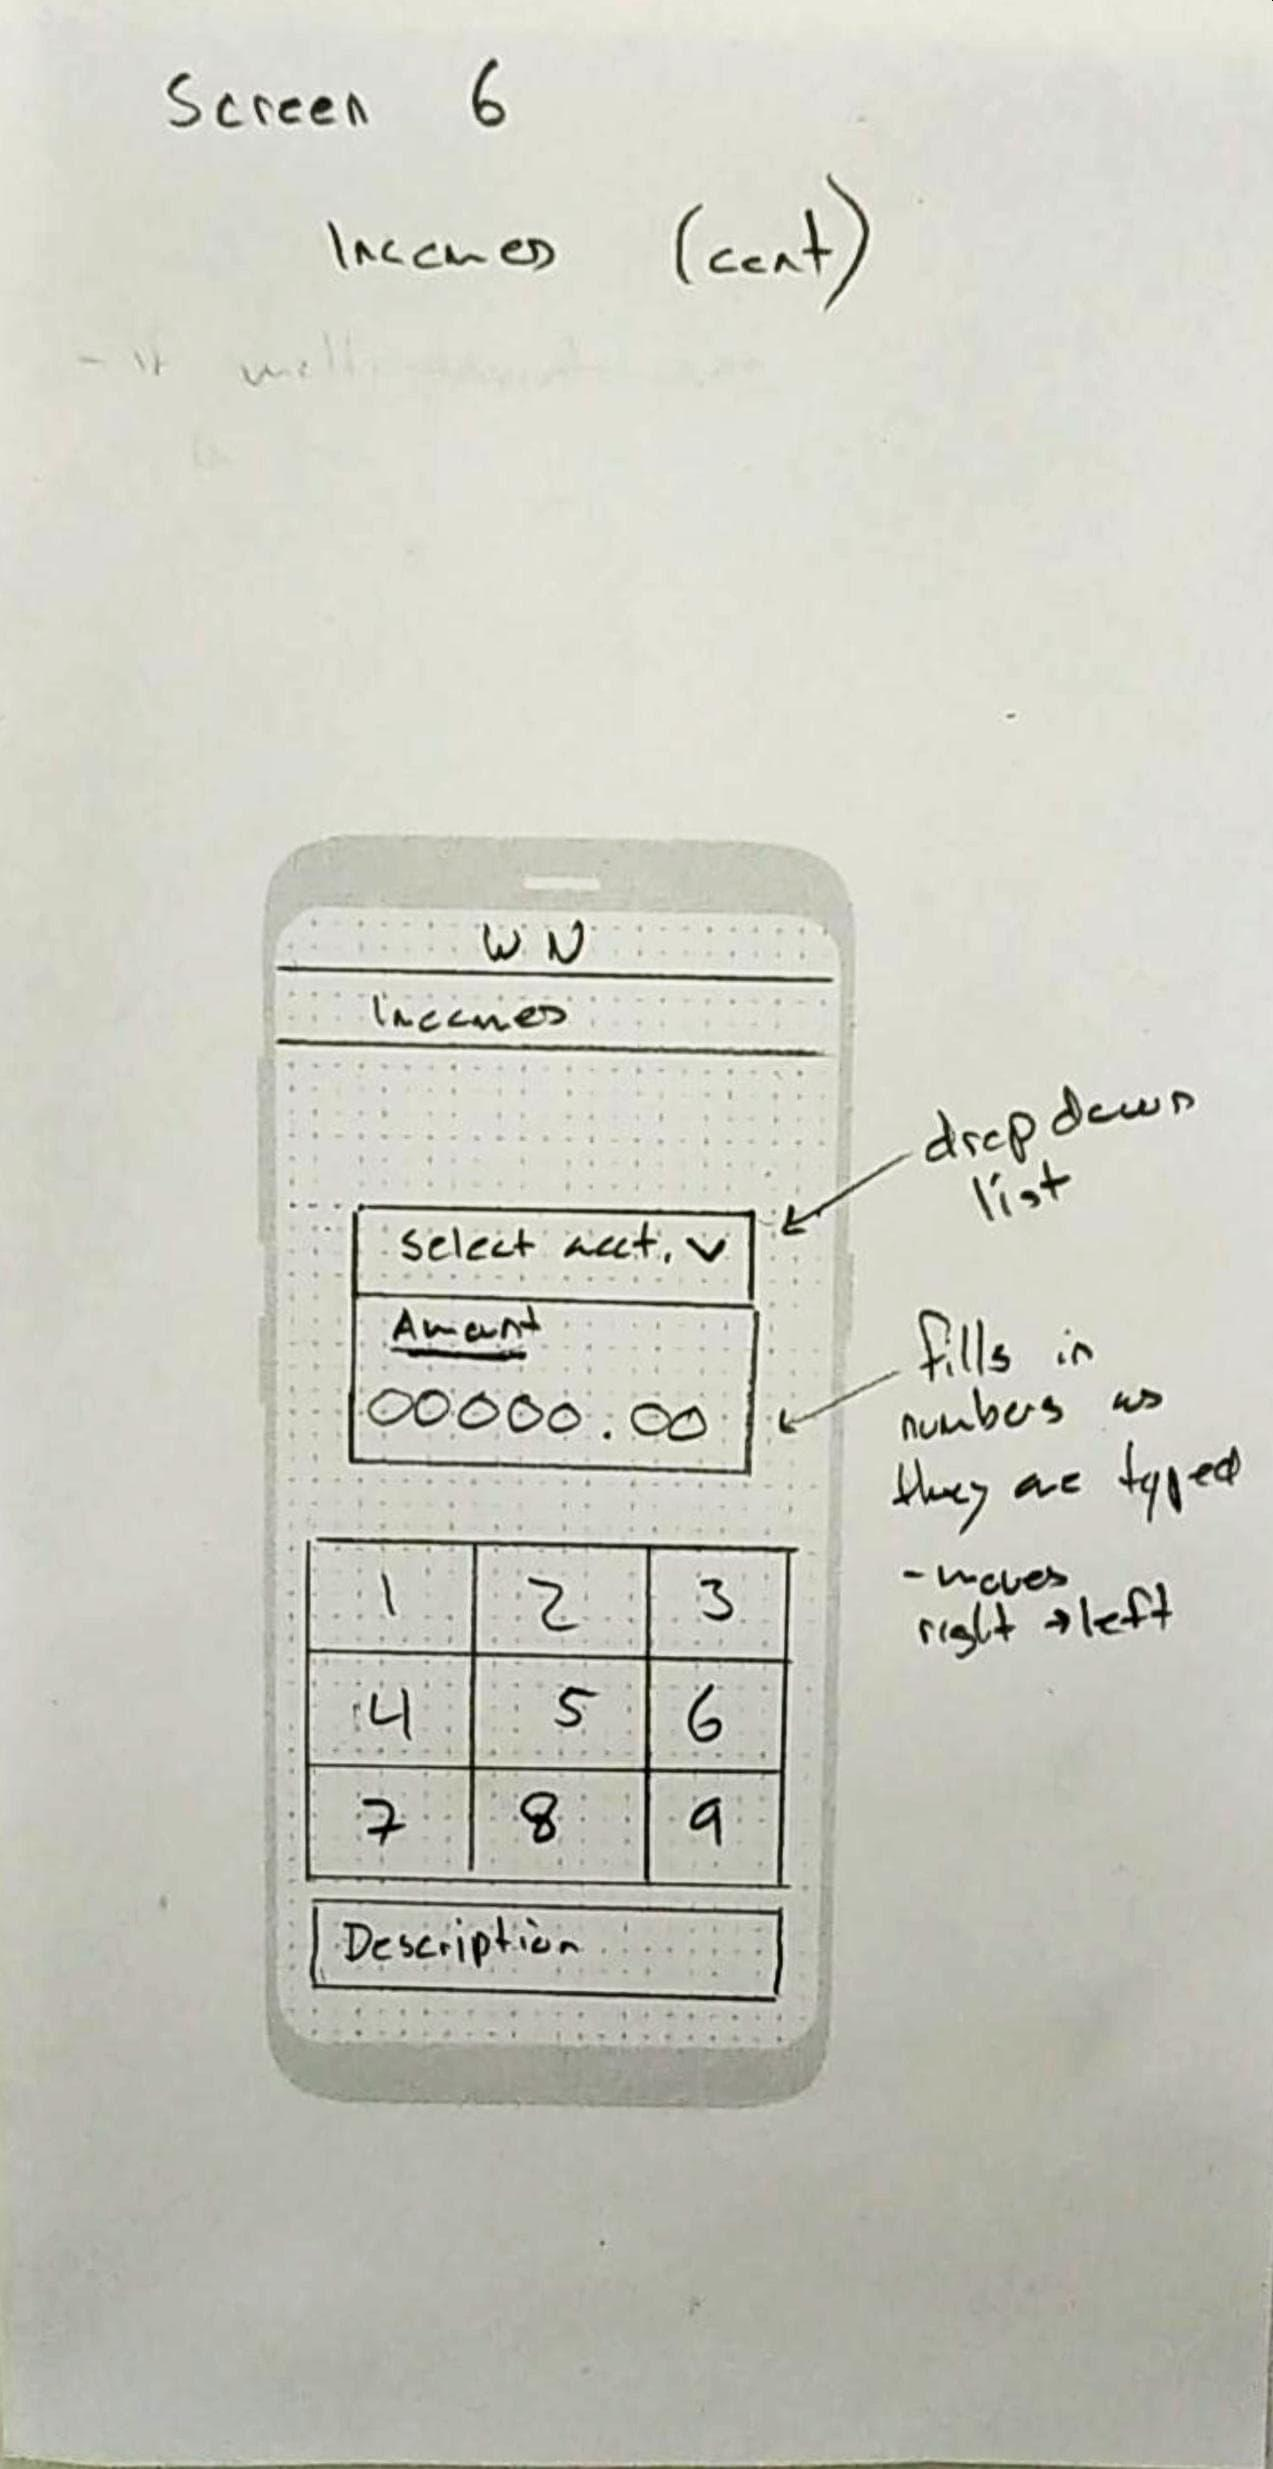 Screen 6
Incomes (cont)
- If
WN
Incomes
drop down
list
Select acct. v
Amount
00000.00
fills in
numbers as
they are typed
- moves
right → left
1 2 3
4 5 6
7 8 9
Description